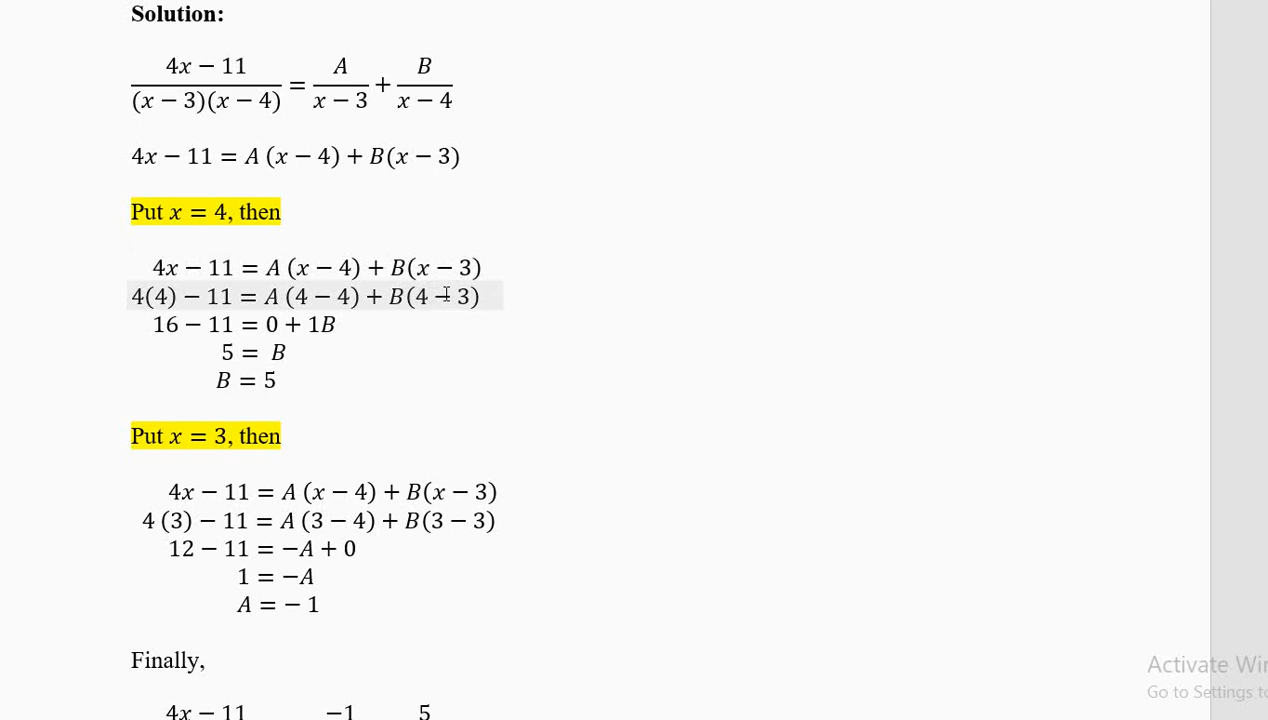 Solution:
4x − 11 / (x − 3)(x − 4) = A / x − 3 + B / x − 4
4x − 11 = A (x − 4) + B(x − 3)
Put x = 4, then
4x − 11 = A (x − 4) + B(x − 3)
4(4) − 11 = A (4 − 4) + B(4 − 3)
16 − 11 = 0 + 1B
5 = B
B = 5
Put x = 3, then
4x − 11 = A (x − 4) + B(x − 3)
4 (3) − 11 = A (3 − 4) + B(3 − 3)
12 − 11 = −A + 0
1 = −A
A = − 1
Finally,
4x − 11 −1 5
Activate Wi
Go to Settings to